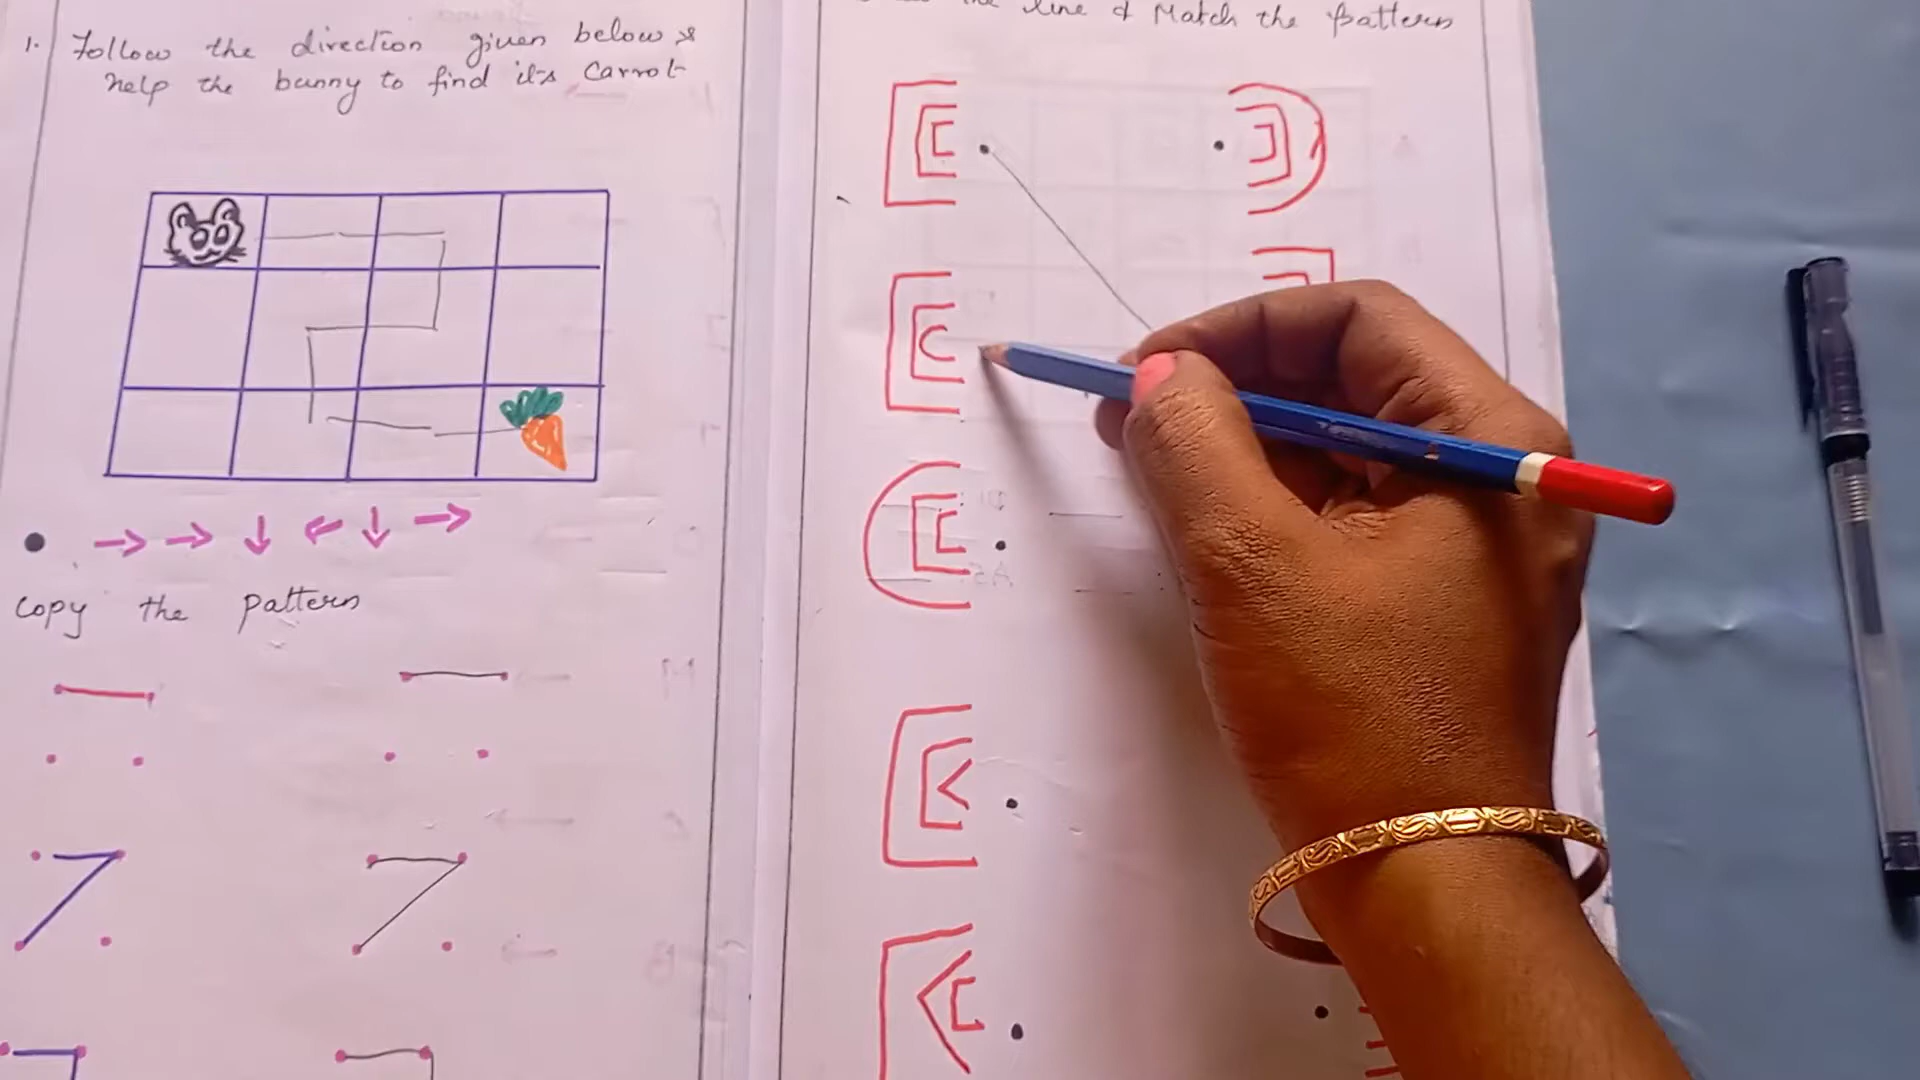 1. Follow the direction given below &
help the bunny to find it's carrot
copy the pattern
the line & Match the pattern